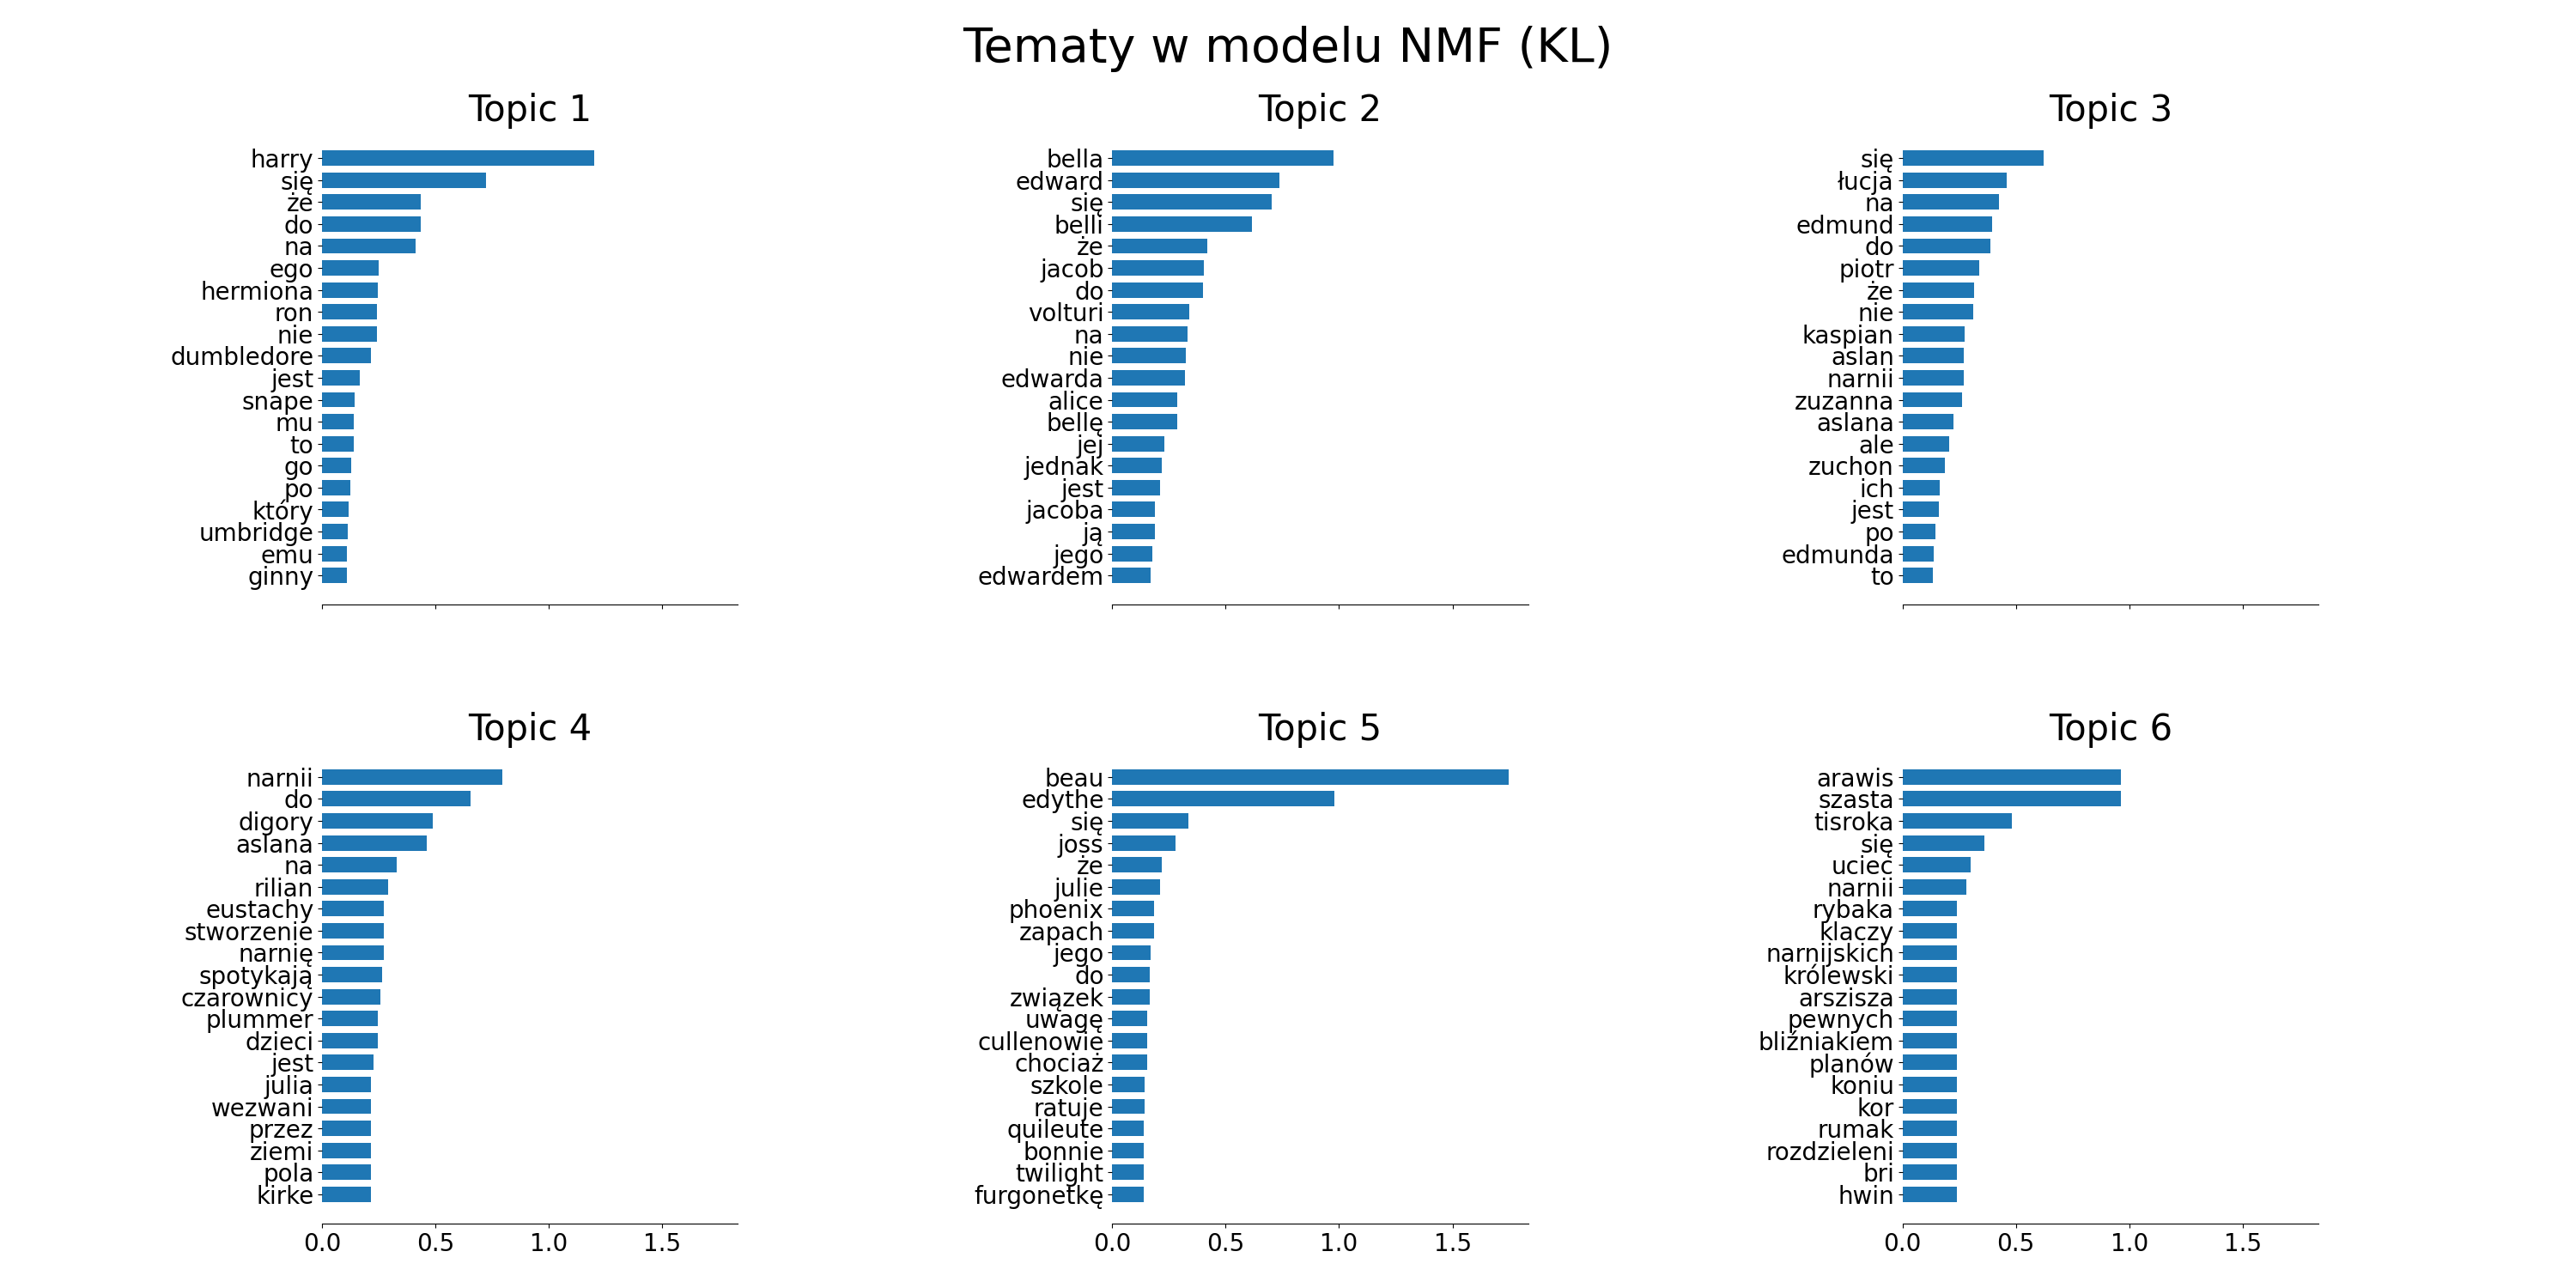 Tematy w modelu NMF (KL)
Topic 1
harry
się
że
do
na
ego
hermiona
ron
nie
dumbledore
jest
snape
mu
to
go
po
który
umbridge
emu
ginny
Topic 2
bella
edward
się
belli
że
jacob
do
volturi
na
nie
edwarda
alice
bellę
jej
jednak
jest
jacoba
ją
jego
edwardem
Topic 3
się
łucja
na
edmund
do
piotr
że
nie
kaspian
aslan
narnii
zuzanna
aslana
ale
zuchon
ich
jest
po
edmunda
to
Topic 4
narnii
do
digory
aslana
na
rilian
eustachy
stworzenie
narnię
spotykają
czarownicy
plummer
dzieci
jest
julia
wezwani
przez
ziemi
pola
kirke
0.0 0.5 1.0 1.5
Topic 5
beau
edythe
się
joss
że
julie
phoenix
zapach
jego
do
związek
uwagę
cullenowie
chociaż
szkole
ratuje
quileute
bonnie
twilight
furgonetkę
0.0 0.5 1.0 1.5
Topic 6
arawis
szasta
tisroka
się
uciec
narnii
rybaka
klaczy
narnijskich
królewski
arszisza
pewnych
bliźniakiem
planów
koniu
kor
rumak
rozdzieleni
bri
hwin
0.0 0.5 1.0 1.5